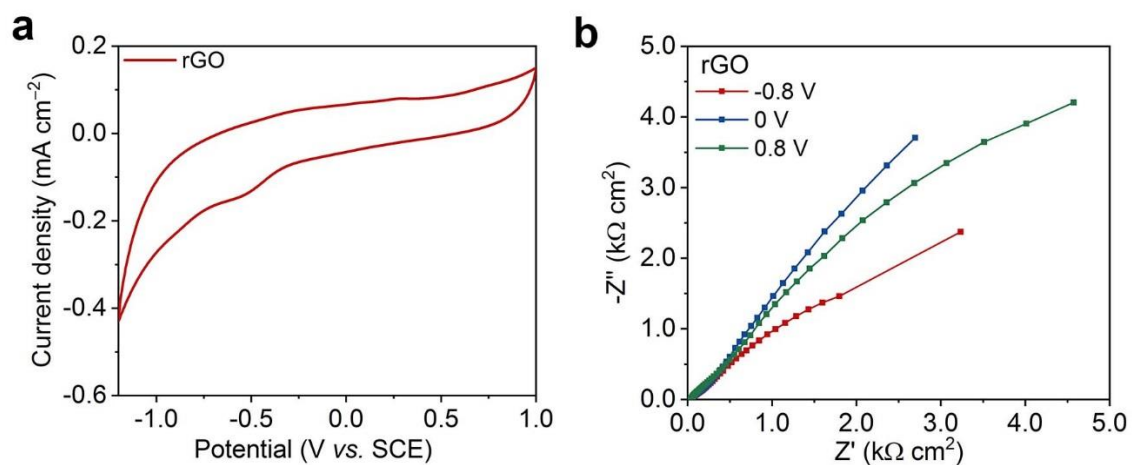 a
rGO
0.2
0.0
-0.2
-0.4
-0.6
-1.0
-0.5
0.0
0.5
1.0
Current density (mA cm⁻²)
Potential (V vs. SCE)
b
rGO
-0.8 V
0 V
0.8 V
5.0
4.0
3.0
2.0
1.0
0.0
0.0
1.0
2.0
3.0
4.0
5.0
-Z'' (kΩ cm²)
Z' (kΩ cm²)